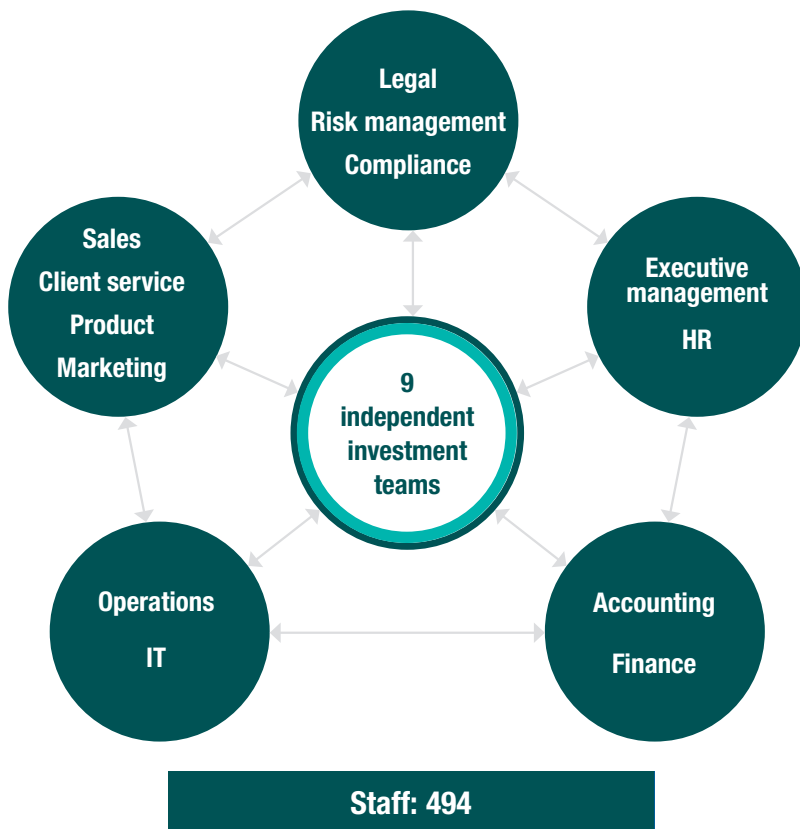 Legal
Risk management
Compliance
Sales
Client service
Product
Marketing
Executive
management
HR
9
independent
investment
teams
Operations
IT
Accounting
Finance
Staff: 494